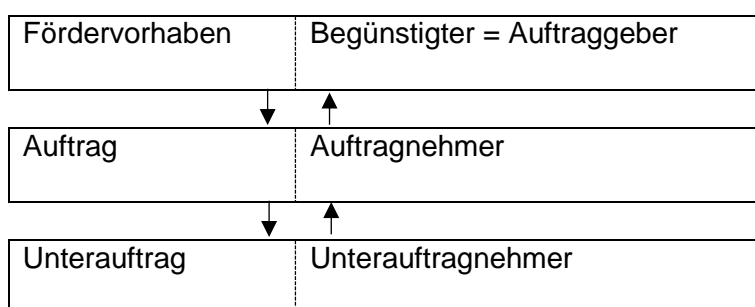 Fördervorhaben Begünstigter = Auftraggeber
Auftrag Auftragnehmer
Unterauftrag Unterauftragnehmer